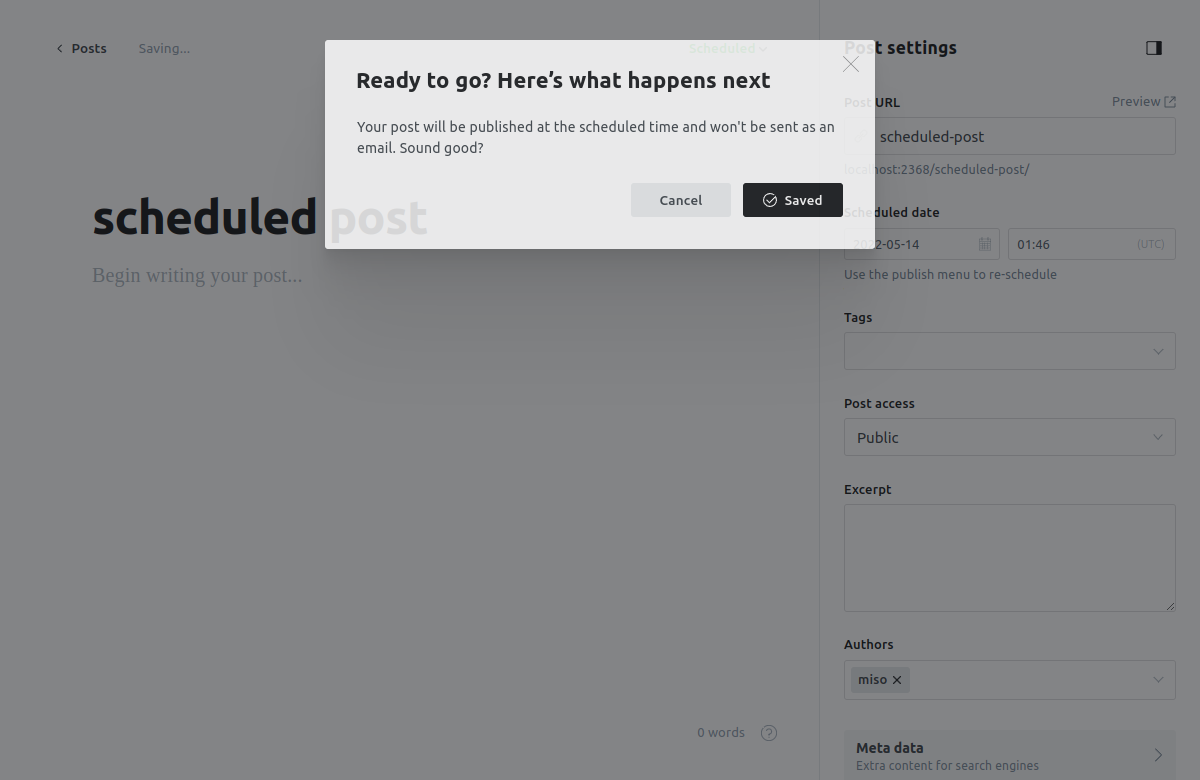 Posts
Saving...
Scheduled
Ready to go? Here’s what happens next
Your post will be published at the scheduled time and won’t be sent as an
email. Sound good?
Cancel
Saved
scheduled post
Begin writing your post...
0 words
?
Post settings
Post URL
Preview
scheduled-post
localhost:2368/scheduled-post/
Scheduled date
2022-05-14
01:46
(UTC)
Use the publish menu to re-schedule
Tags
Post access
Public
Excerpt
Authors
miso
Meta data
Extra content for search engines